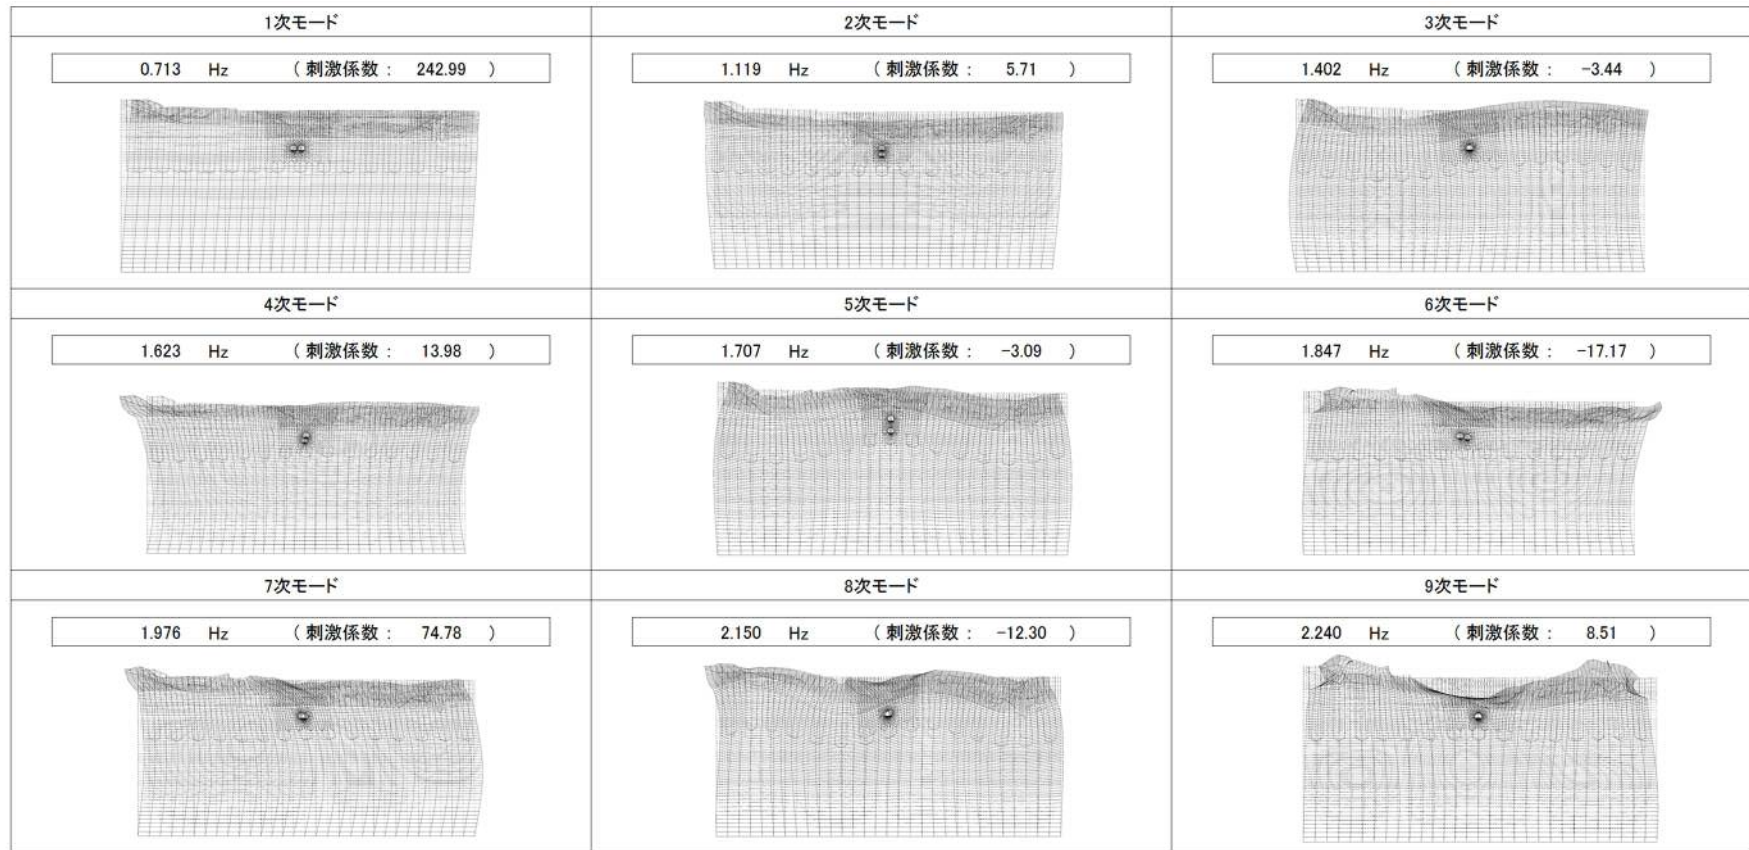 1次モード 2次モード 3次モード
0.713 Hz （ 刺激係数 ： 242.99 ） 1.119 Hz （ 刺激係数 ： 5.71 ） 1.402 Hz （ 刺激係数 ： -3.44 ）
4次モード 5次モード 6次モード
1.623 Hz （ 刺激係数 ： 13.98 ） 1.707 Hz （ 刺激係数 ： -3.09 ） 1.847 Hz （ 刺激係数 ： -17.17 ）
7次モード 8次モード 9次モード
1.976 Hz （ 刺激係数 ： 74.78 ） 2.150 Hz （ 刺激係数 ： -12.30 ） 2.240 Hz （ 刺激係数 ： 8.51 ）